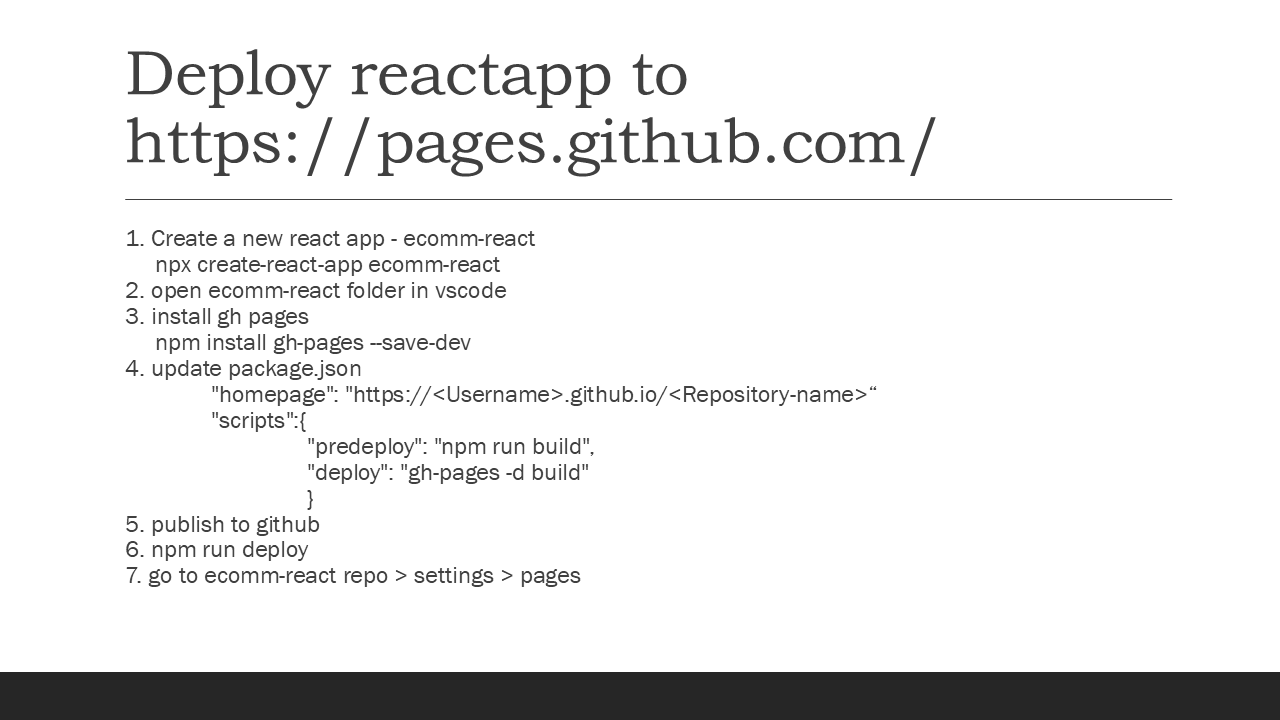 Deploy reactapp to
https://pages.github.com/
1. Create a new react app - ecomm-react
npx create-react-app ecomm-react
2. open ecomm-react folder in vscode
3. install gh pages
npm install gh-pages --save-dev
4. update package.json
"homepage": "https://<Username>.github.io/<Repository-name>“
"scripts":{
"predeploy": "npm run build",
"deploy": "gh-pages -d build"
}
5. publish to github
6. npm run deploy
7. go to ecomm-react repo > settings > pages